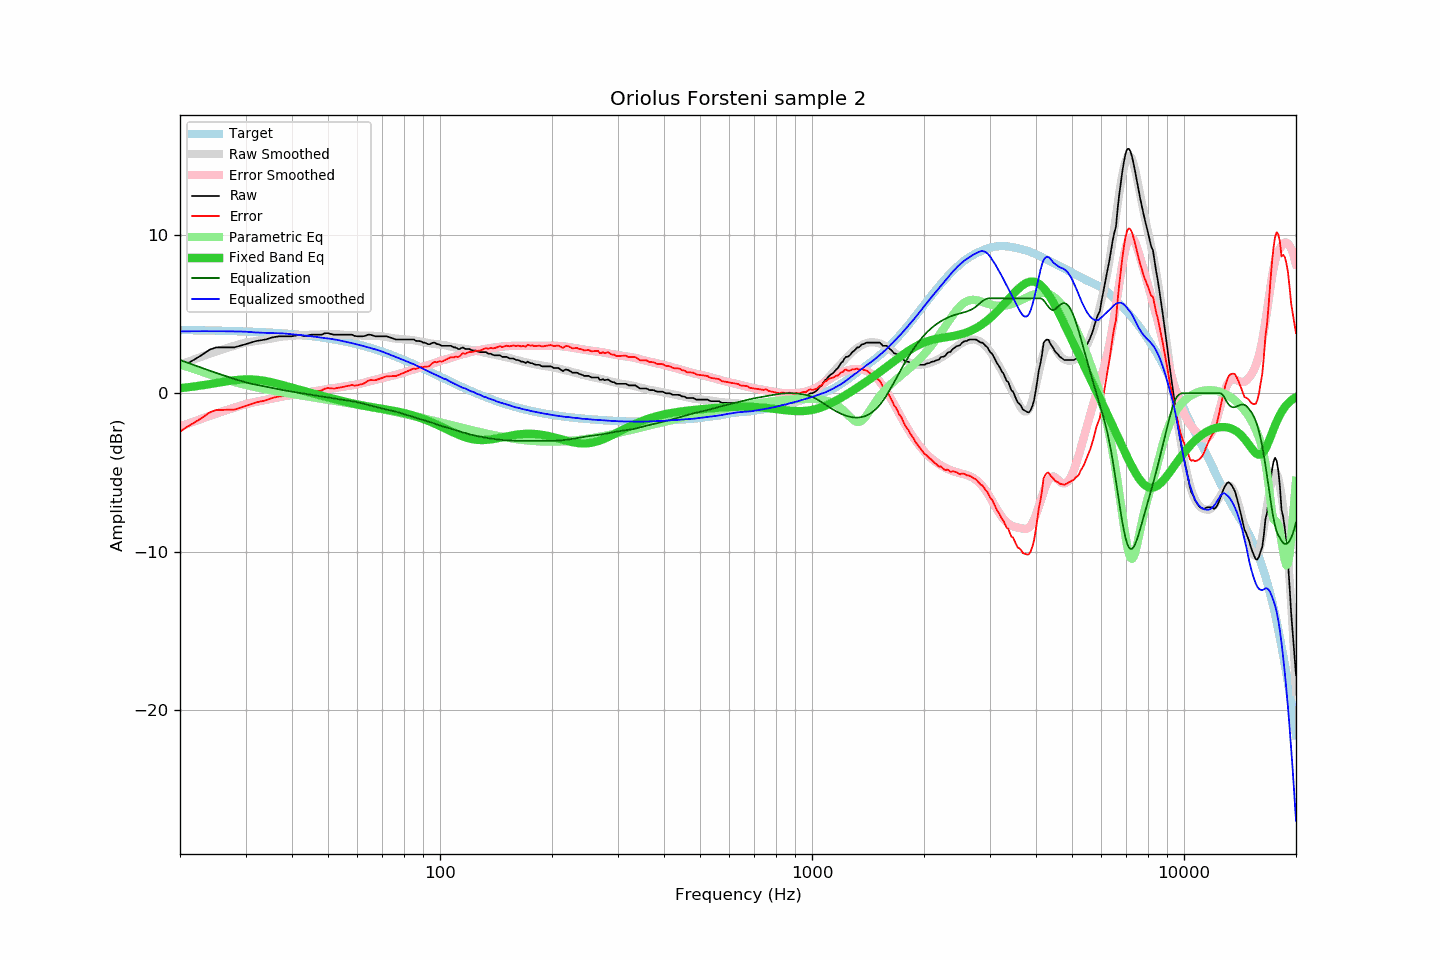 Oriolus Forsteni sample 2
Target
Raw Smoothed
Error Smoothed
Raw
Error
Parametric Eq
Fixed Band Eq
Equalization
Equalized smoothed
Amplitude (dBr)
10
0
−10
−20
100
1000
10000
Frequency (Hz)